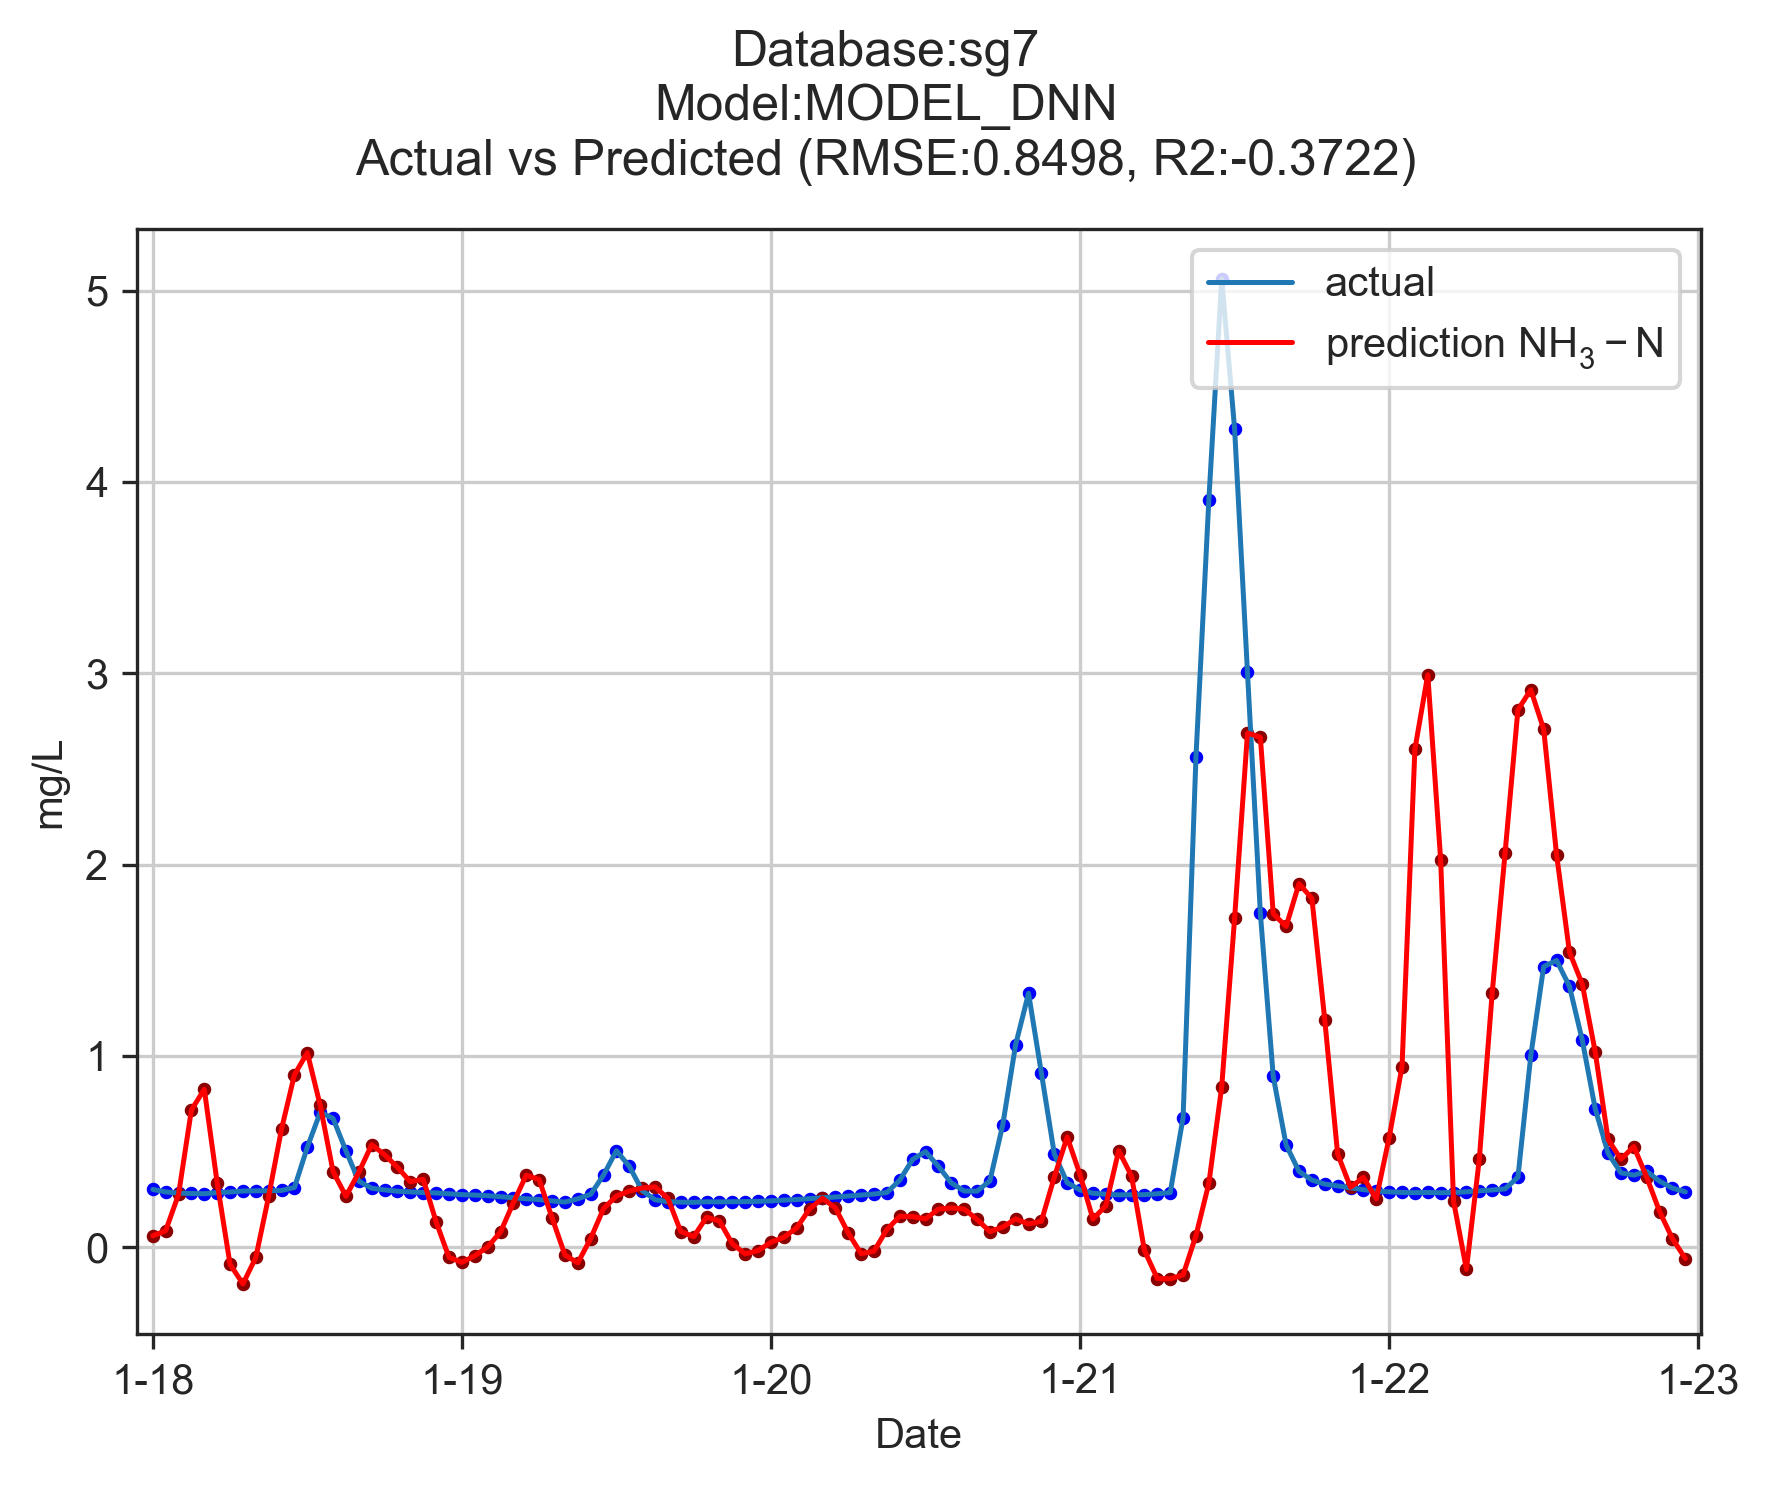 Database:sg7
Model:MODEL_DNN
Actual vs Predicted (RMSE:0.8498, R2:-0.3722)
actual
prediction NH₃ − N
5
4
3
2
1
0
mg/L
1-18 1-19 1-20 1-21 1-22 1-23
Date